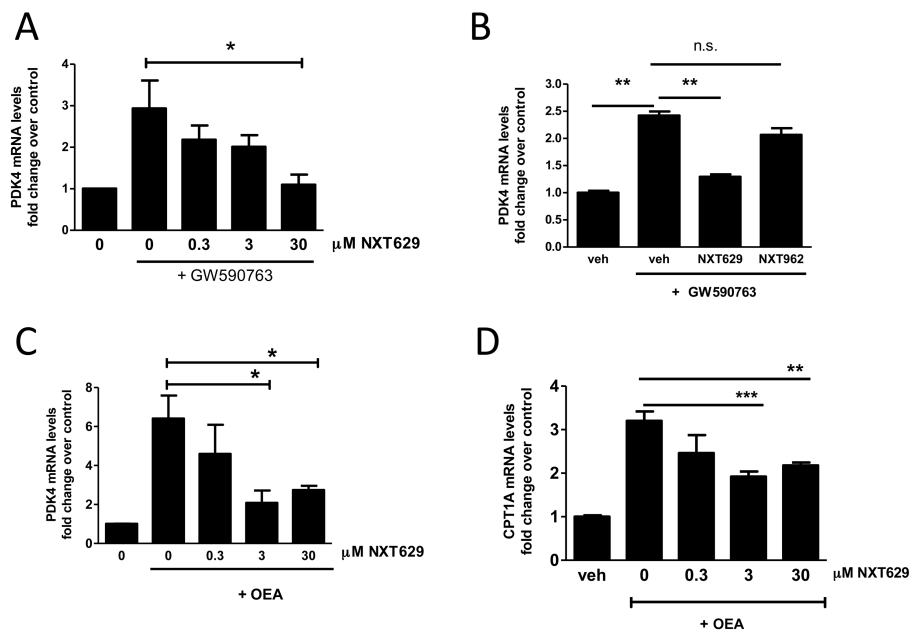 A
PDK4 mRNA levels
fold change over control
4
3
2
1
0
*
0 0 0.3 3 30 μM NXT629
+ GW590763
B
PDK4 mRNA levels
fold change over control
3.0
2.5
2.0
1.5
1.0
0.5
0.0
n.s.
** **
veh veh NXT629 NXT962
+ GW590763
C
PDK4 mRNA levels
fold change over control
8
6
4
2
0
*
*
0 0 0.3 3 30 μM NXT629
+ OEA
D
CPT1A mRNA levels
fold change over control
4
3
2
1
0
**
***
veh 0 0.3 3 30 μM NXT629
+ OEA